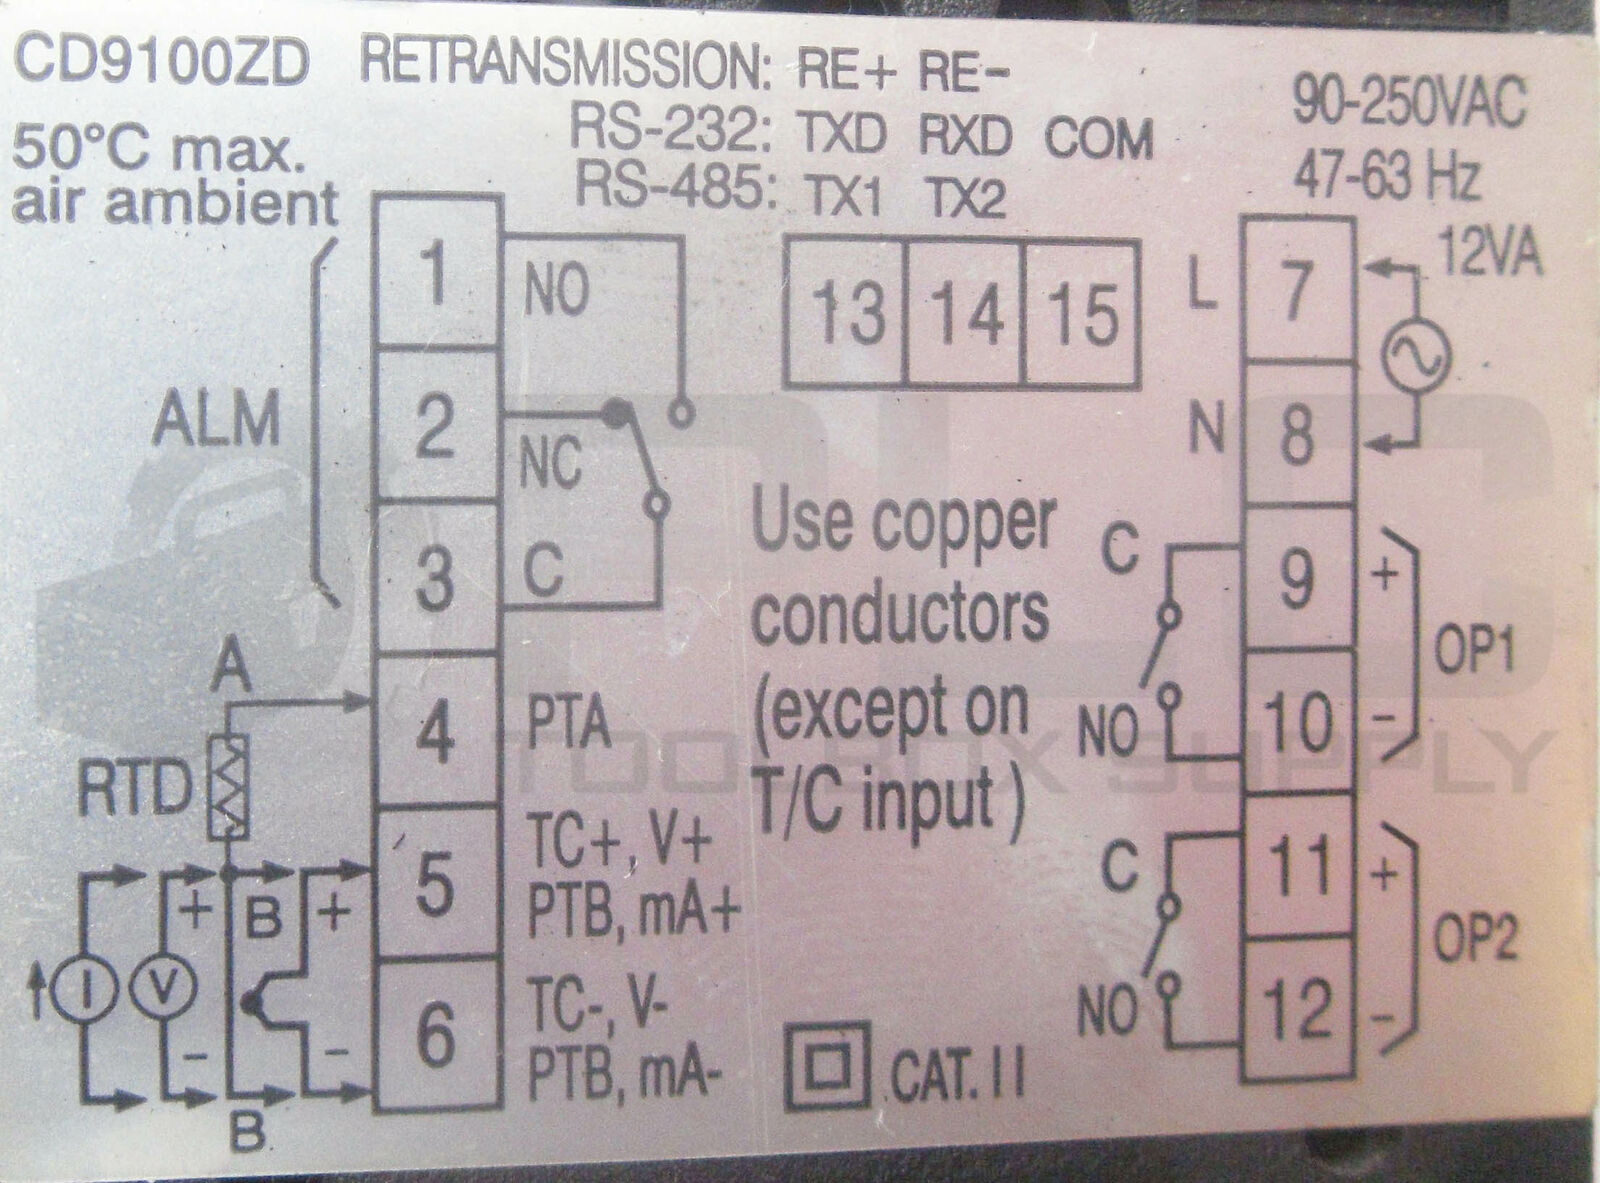 CD9100ZD RETRANSMISSION: RE+ RE-
RS-232: TXD RXD COM
RS-485: TX1 TX2
90-250VAC
47-63 Hz
12VA
50°C max.
air ambient
ALM
1 NO
2 NC
3 C
4 PTA
5 TC+, V+
PTB, mA+
6 TC-, V-
PTB, mA-
A
RTD
+ B +
I V
- -
B
13 14 15
Use copper
conductors
(except on
T/C input)
CAT. II
L 7
N 8
C 9 +
OP1
NO 10 -
C 11 +
OP2
NO 12 -
PLC
TOOLBOX SUPPLY